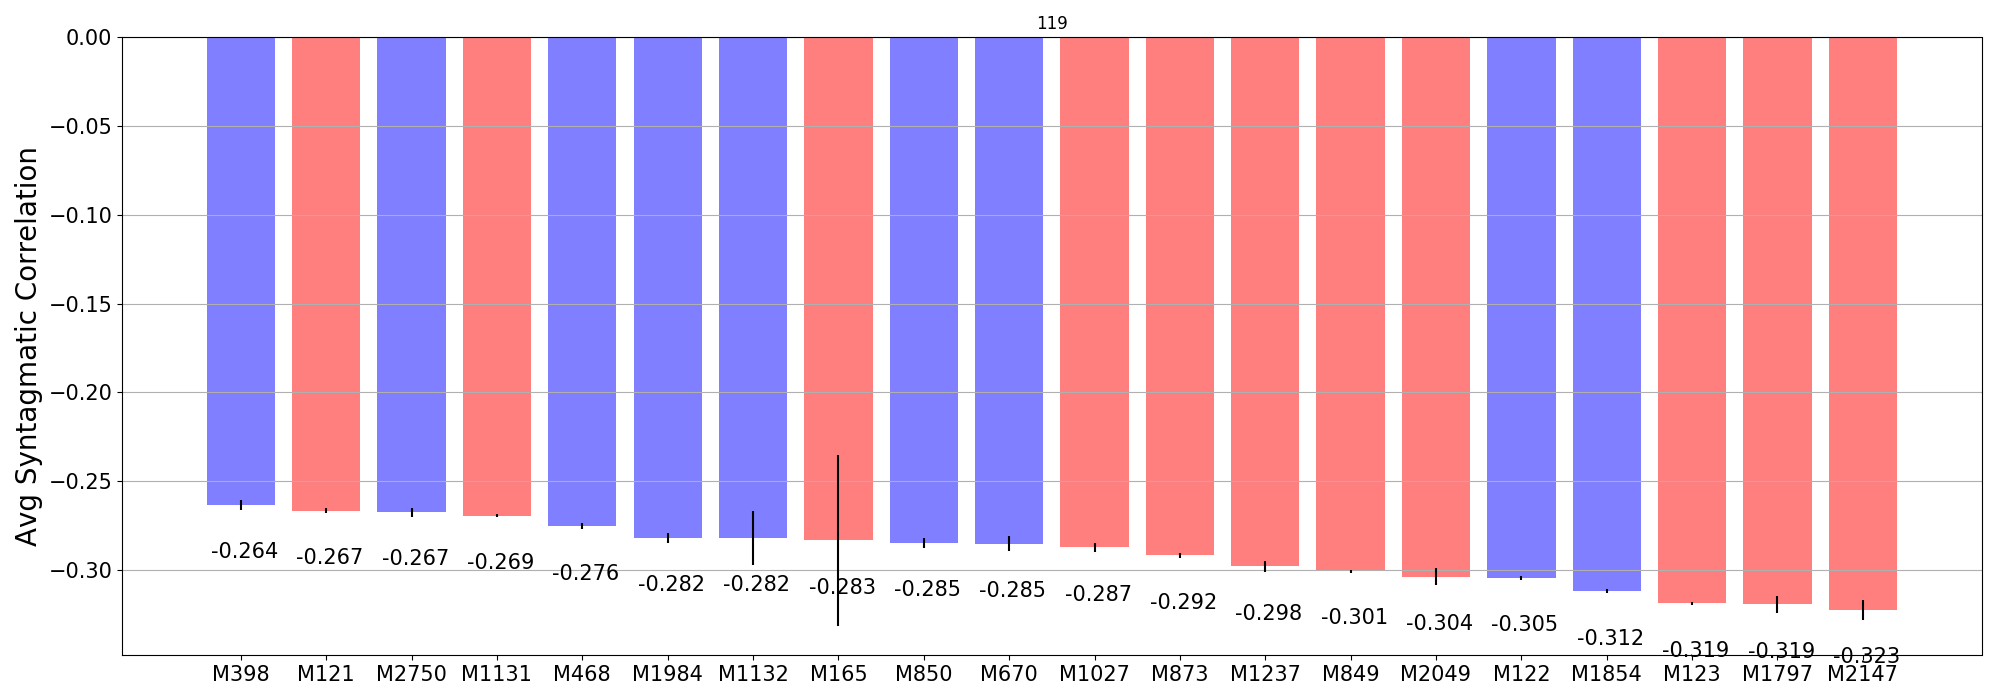 119
0.00
−0.05
−0.10
−0.15
−0.20
−0.25
−0.30
Avg Syntagmatic Correlation
-0.264 -0.267 -0.267 -0.269 -0.276 -0.282 -0.282 -0.283 -0.285 -0.285 -0.287 -0.292 -0.298 -0.301 -0.304 -0.305 -0.312 -0.319 -0.319 -0.323
M398 M121 M2750 M1131 M468 M1984 M1132 M165 M850 M670 M1027 M873 M1237 M849 M2049 M122 M1854 M123 M1797 M2147